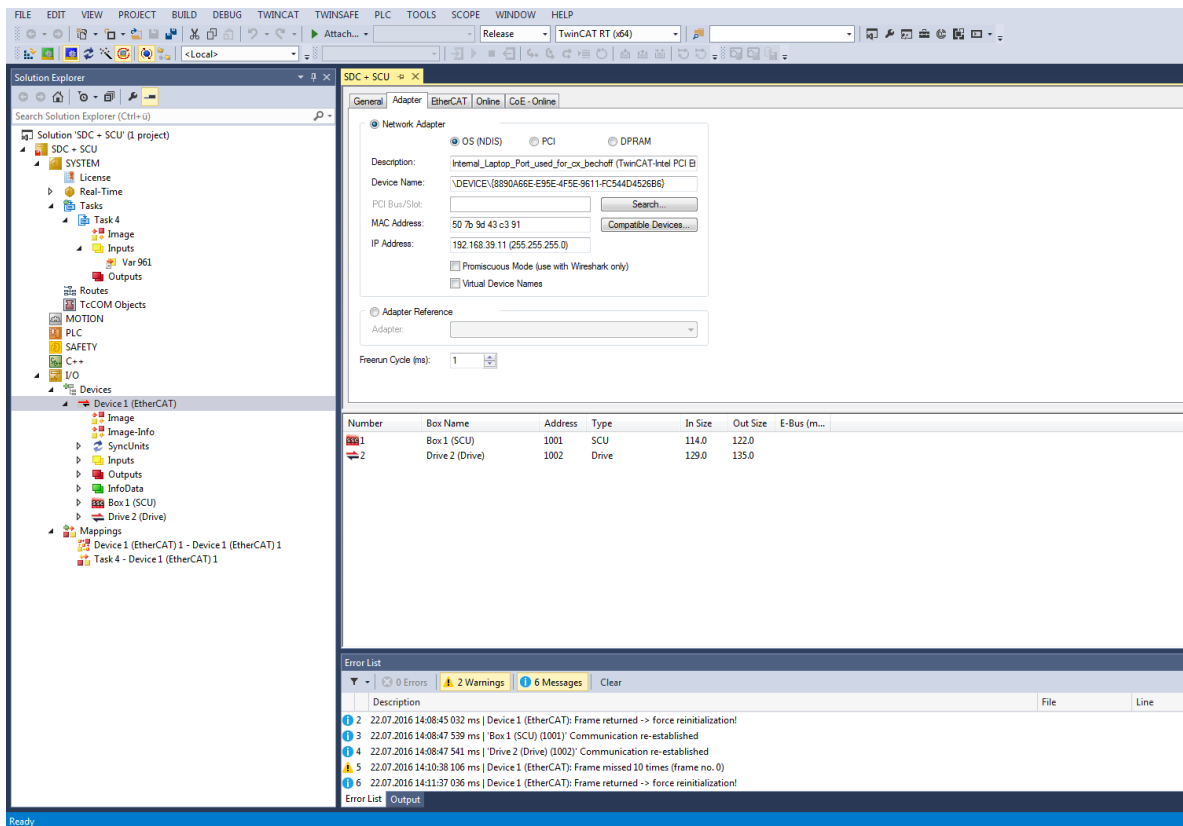 FILE EDIT VIEW PROJECT BUILD DEBUG TWINCAT TWINSAFE PLC TOOLS SCOPE WINDOW HELP
Attach... Release TwinCAT RT (x64)
<Local>
Solution Explorer
Search Solution Explorer (Ctrl+ü)
Solution 'SDC + SCU' (1 project)
SDC + SCU
SYSTEM
License
Real-Time
Tasks
Task 4
Image
Inputs
Var 961
Outputs
Routes
TcCOM Objects
MOTION
PLC
SAFETY
C++
I/O
Devices
Device 1 (EtherCAT)
Image
Image-Info
SyncUnits
Inputs
Outputs
InfoData
Box 1 (SCU)
Drive 2 (Drive)
Mappings
Device 1 (EtherCAT) 1 - Device 1 (EtherCAT) 1
Task 4 - Device 1 (EtherCAT) 1
SDC + SCU
General Adapter EtherCAT Online CoE - Online
Network Adapter
OS (NDIS) PCI DPRAM
Description: Internal_Laptop_Port_used_for_cx_bechoff (TwinCAT-Intel PCI Et
Device Name: \DEVICE\{8890A66E-E95E-4F5E-9611-FC544D4526B6}
PCI Bus/Slot: Search...
MAC Address: 50 7b 9d 43 c3 91 Compatible Devices...
IP Address: 192.168.39.11 (255.255.255.0)
Promiscuous Mode (use with Wireshark only)
Virtual Device Names
Adapter Reference
Adapter:
Freerun Cycle (ms): 1
Number Box Name Address Type In Size Out Size E-Bus (m...
1 Box 1 (SCU) 1001 SCU 114.0 122.0
2 Drive 2 (Drive) 1002 Drive 129.0 135.0
Error List
0 Errors 2 Warnings 6 Messages Clear
Description File Line
2 22.07.2016 14:08:45 032 ms | Device 1 (EtherCAT): Frame returned -> force reinitialization!
3 22.07.2016 14:08:47 539 ms | 'Box 1 (SCU) (1001)' Communication re-established
4 22.07.2016 14:08:47 541 ms | 'Drive 2 (Drive) (1002)' Communication re-established
5 22.07.2016 14:10:38 106 ms | Device 1 (EtherCAT): Frame missed 10 times (frame no. 0)
6 22.07.2016 14:11:37 036 ms | Device 1 (EtherCAT): Frame returned -> force reinitialization!
Error List Output
Ready